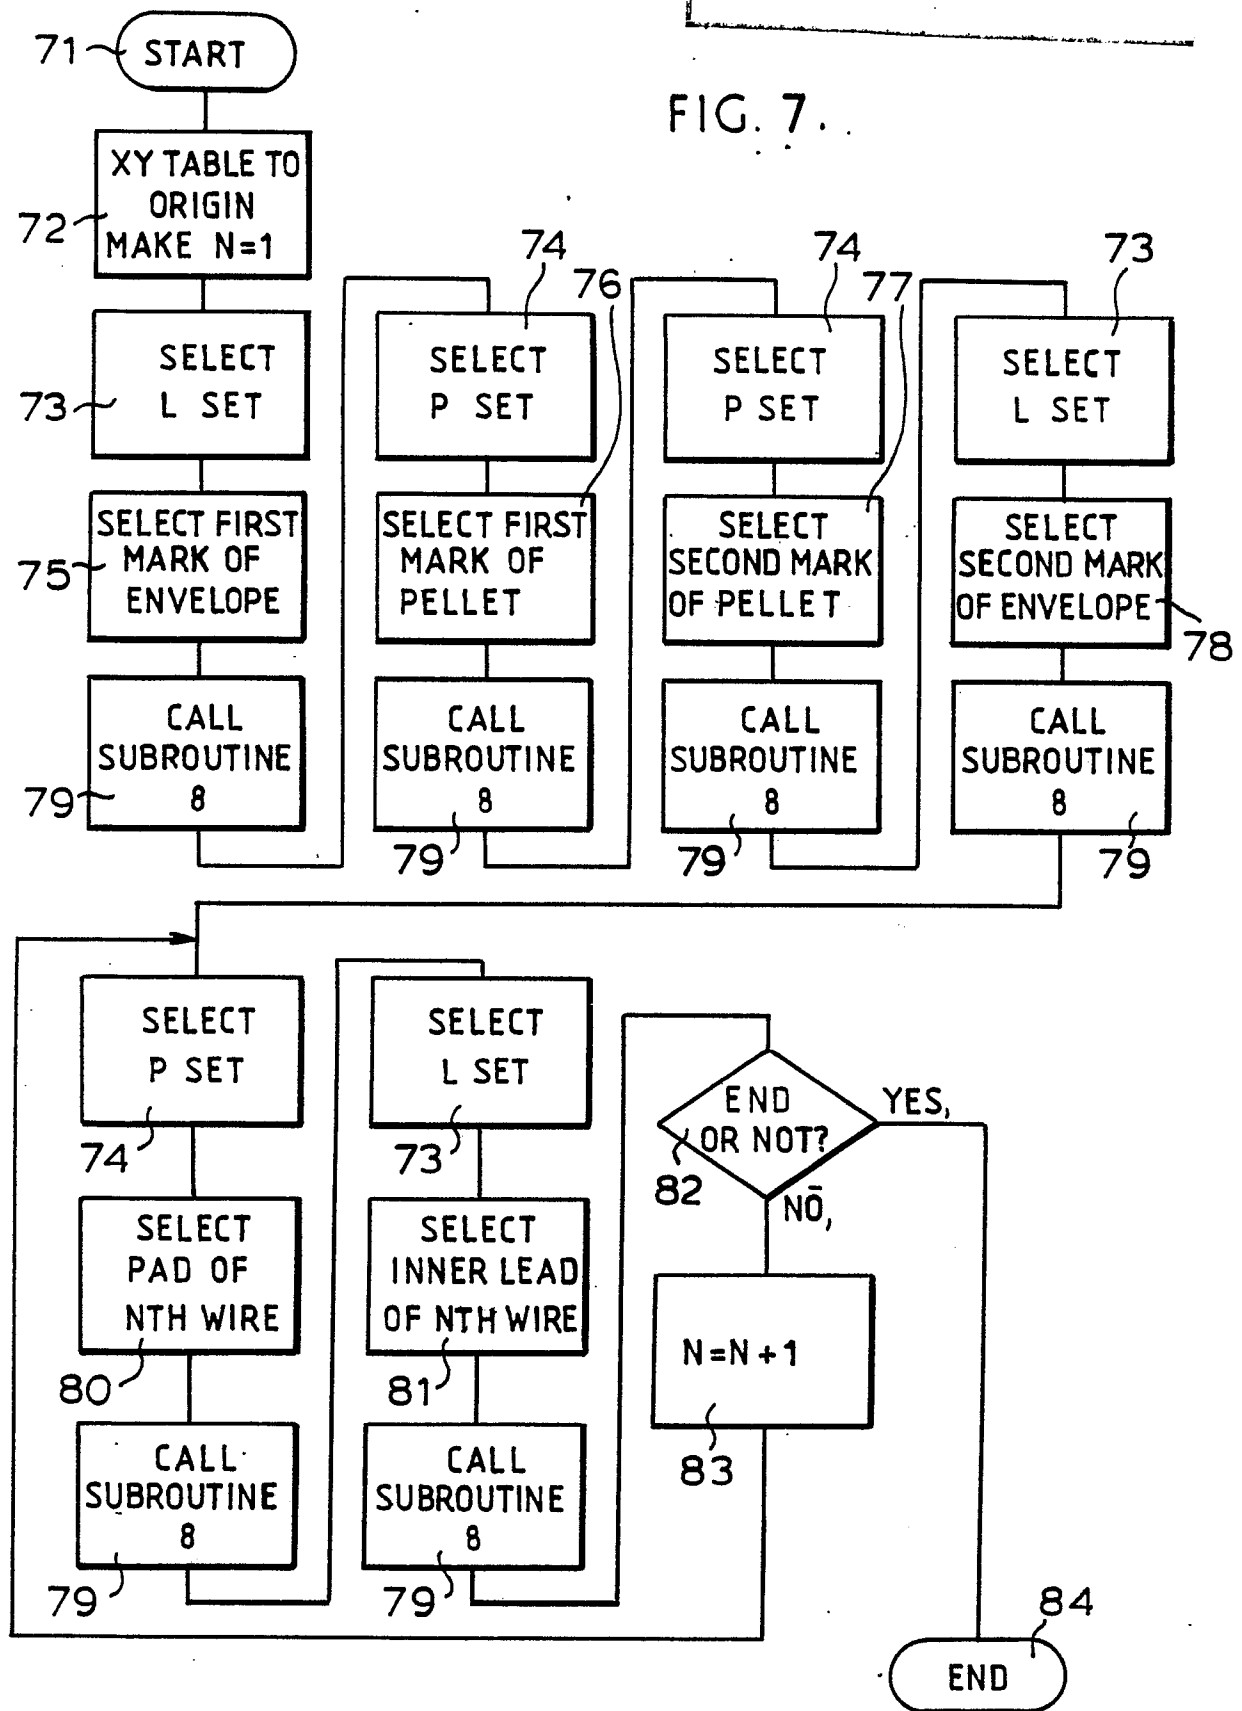 FIG. 7.
71
START
XY TABLE TO
ORIGIN
MAKE N=1
72
SELECT
L SET
73
SELECT FIRST
MARK OF
ENVELOPE
75
CALL
SUBROUTINE
8
79
74
76
SELECT
P SET
SELECT FIRST
MARK OF
PELLET
CALL
SUBROUTINE
8
79
74
77
SELECT
P SET
SELECT
SECOND MARK
OF PELLET
CALL
SUBROUTINE
8
79
73
SELECT
L SET
SELECT
SECOND MARK
OF ENVELOPE
78
CALL
SUBROUTINE
8
79
SELECT
P SET
74
SELECT
PAD OF
NTH WIRE
80
CALL
SUBROUTINE
8
79
SELECT
L SET
73
SELECT
INNER LEAD
OF NTH WIRE
81
CALL
SUBROUTINE
8
79
END
OR NOT?
82
YES,
NO,
N=N+1
83
84
END